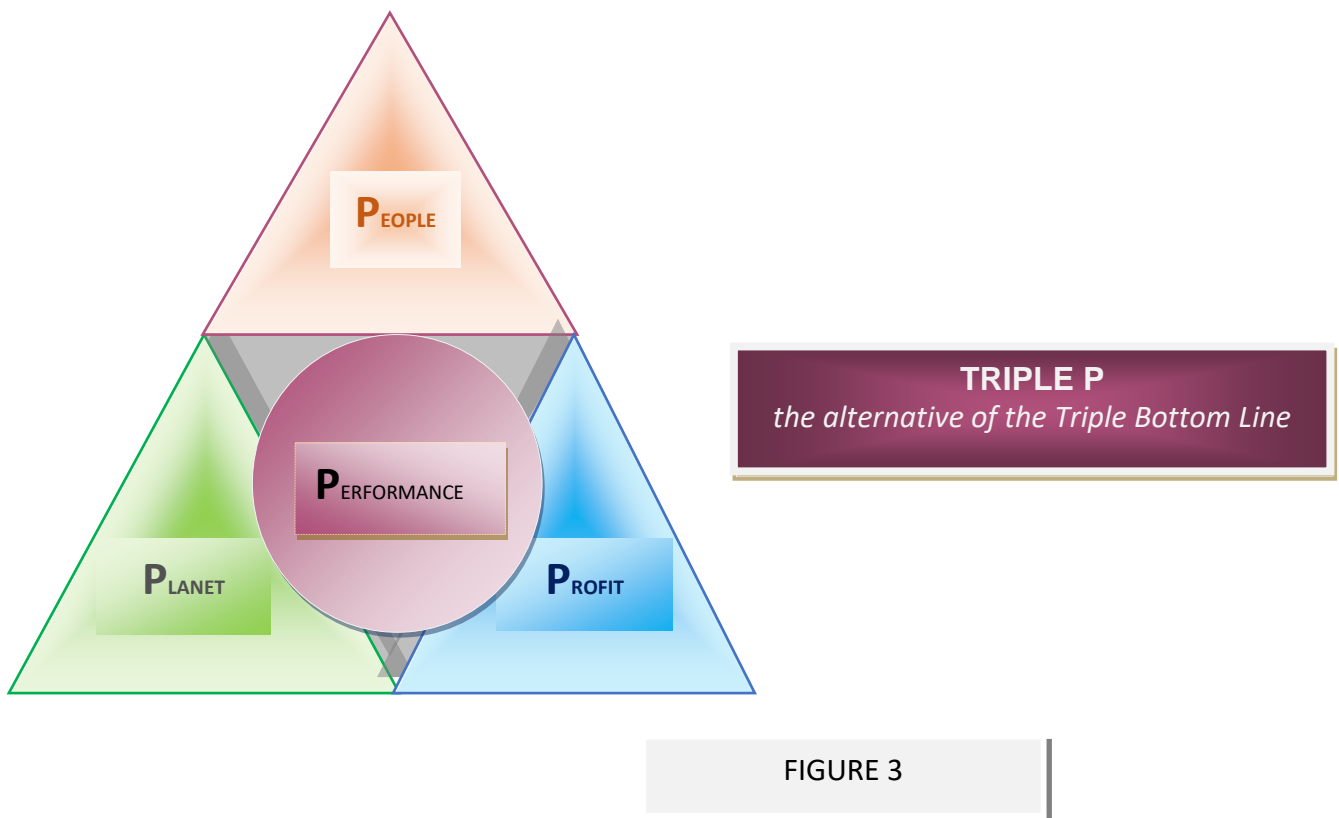 PEOPLE
PERFORMANCE
PLANET
PROFIT
TRIPLE P
the alternative of the Triple Bottom Line
FIGURE 3